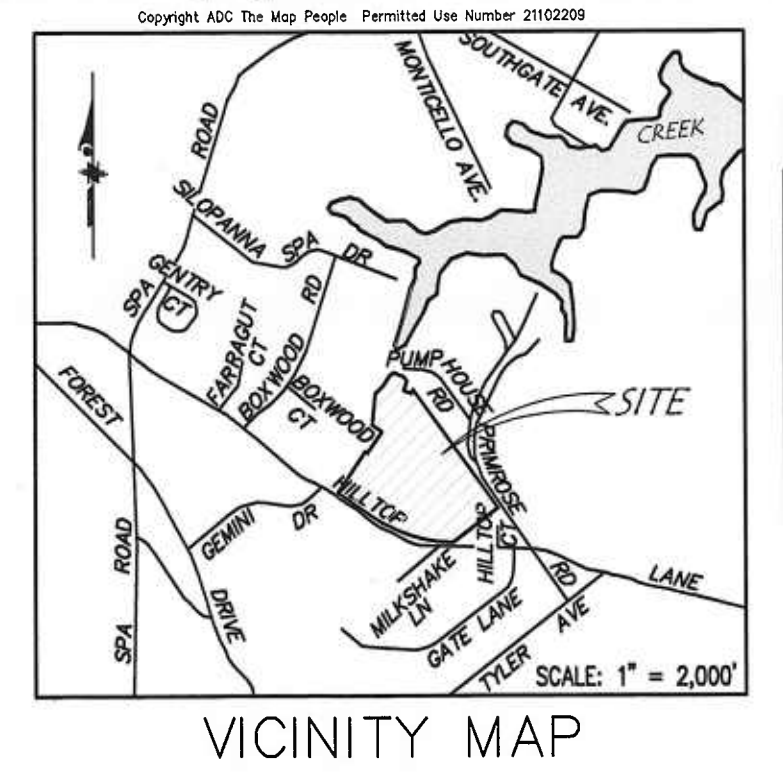 Copyright ADC The Map People Permitted Use Number 21102209
SOUTHGATE AVE.
MONTICELLO AVE.
CREEK
ROAD
SILOPANNA
SPA
DR
GENTRY
CT
SPA
RD
FARRAGUT
CT
BOXWOOD
BOXWOOD
CT
PUMP HOUSE
RD
SITE
FOREST
PRIMROSE
HILLTOP
HILLTOP
GEMINI DR
RD
LANE
MILKSHAKE
LN
ROAD
SPA
DRIVE
GATE LANE
TYLER AVE
SCALE: 1" = 2,000'
VICINITY MAP